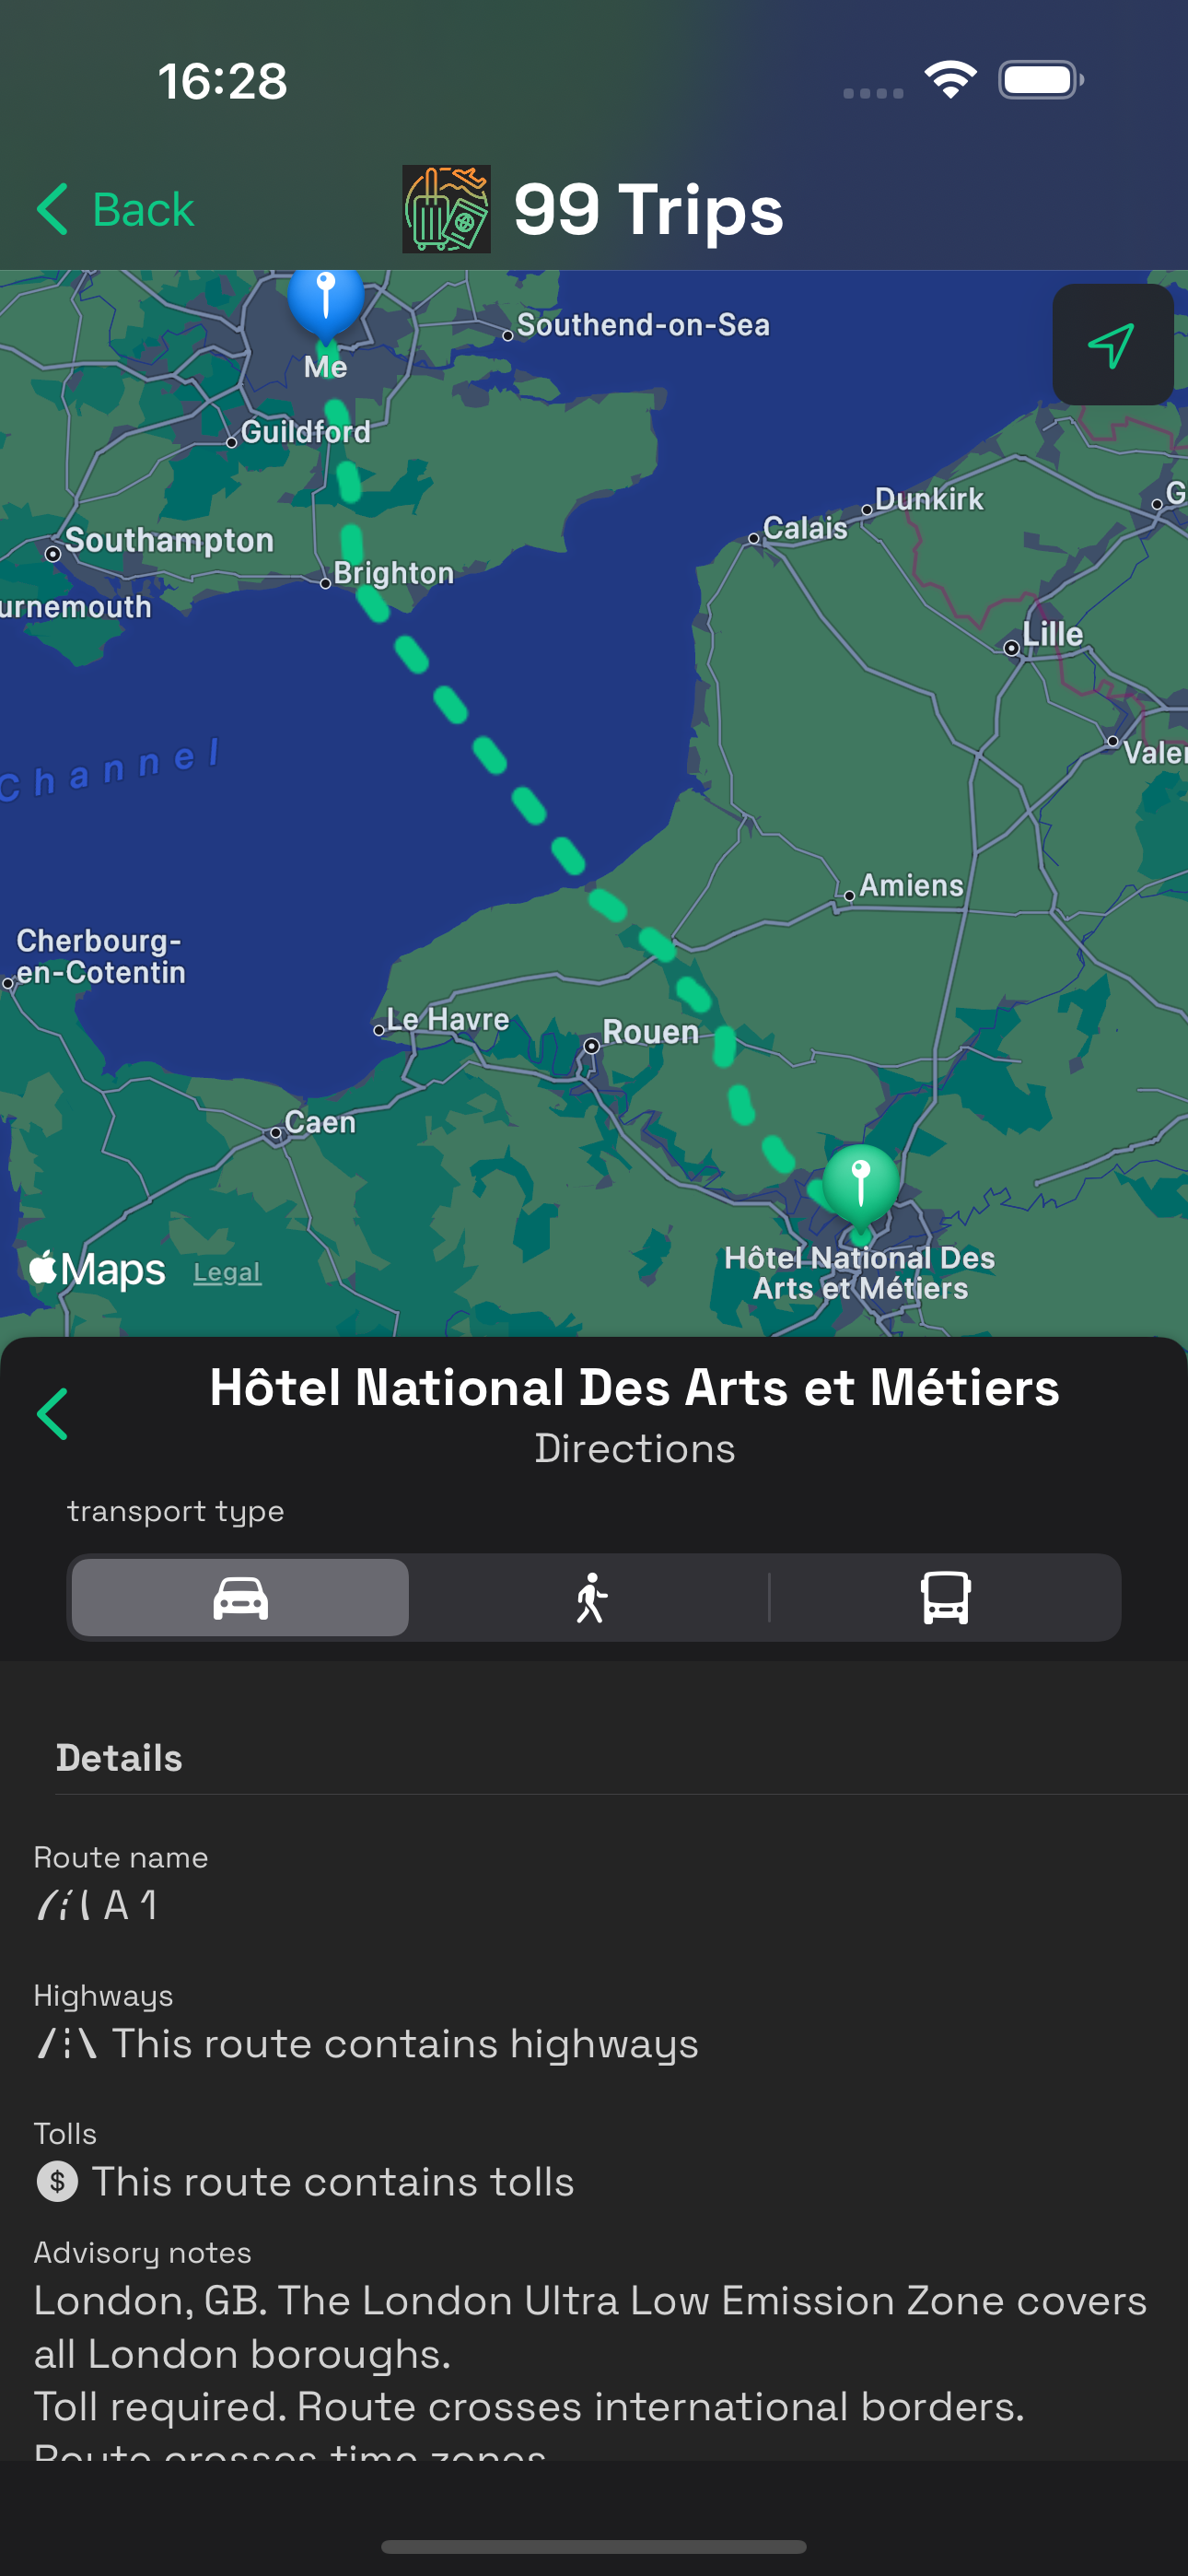 16:28
Back
99 Trips
Southend-on-Sea
Me
Guildford
Dunkirk
G
Calais
Southampton
Brighton
urnemouth
Lille
Channel
Valer
Amiens
Cherbourg-
en-Cotentin
Le Havre
Rouen
Caen
Hôtel National Des
Arts et Métiers
Maps
Legal
Hôtel National Des Arts et Métiers
Directions
transport type
Details
Route name
A 1
Highways
This route contains highways
Tolls
$ This route contains tolls
Advisory notes
London, GB. The London Ultra Low Emission Zone covers
all London boroughs.
Toll required. Route crosses international borders.
Route crosses time zones